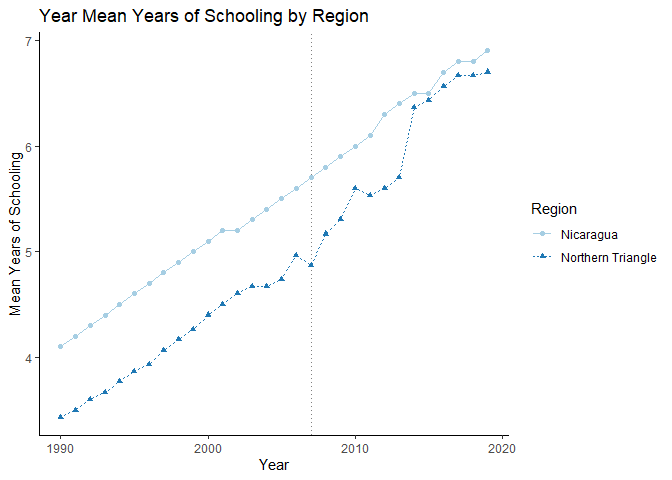 Year Mean Years of Schooling by Region
7
6
5
4
Mean Years of Schooling
1990
2000
2010
2020
Year
Region
Nicaragua
Northern Triangle